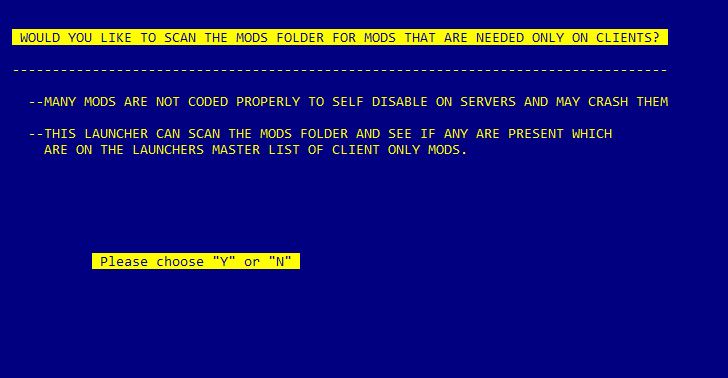 WOULD YOU LIKE TO SCAN THE MODS FOLDER FOR MODS THAT ARE NEEDED ONLY ON CLIENTS?
----------------------------------------------------------------------------------
--MANY MODS ARE NOT CODED PROPERLY TO SELF DISABLE ON SERVERS AND MAY CRASH THEM
--THIS LAUNCHER CAN SCAN THE MODS FOLDER AND SEE IF ANY ARE PRESENT WHICH
ARE ON THE LAUNCHERS MASTER LIST OF CLIENT ONLY MODS.
Please choose "Y" or "N"